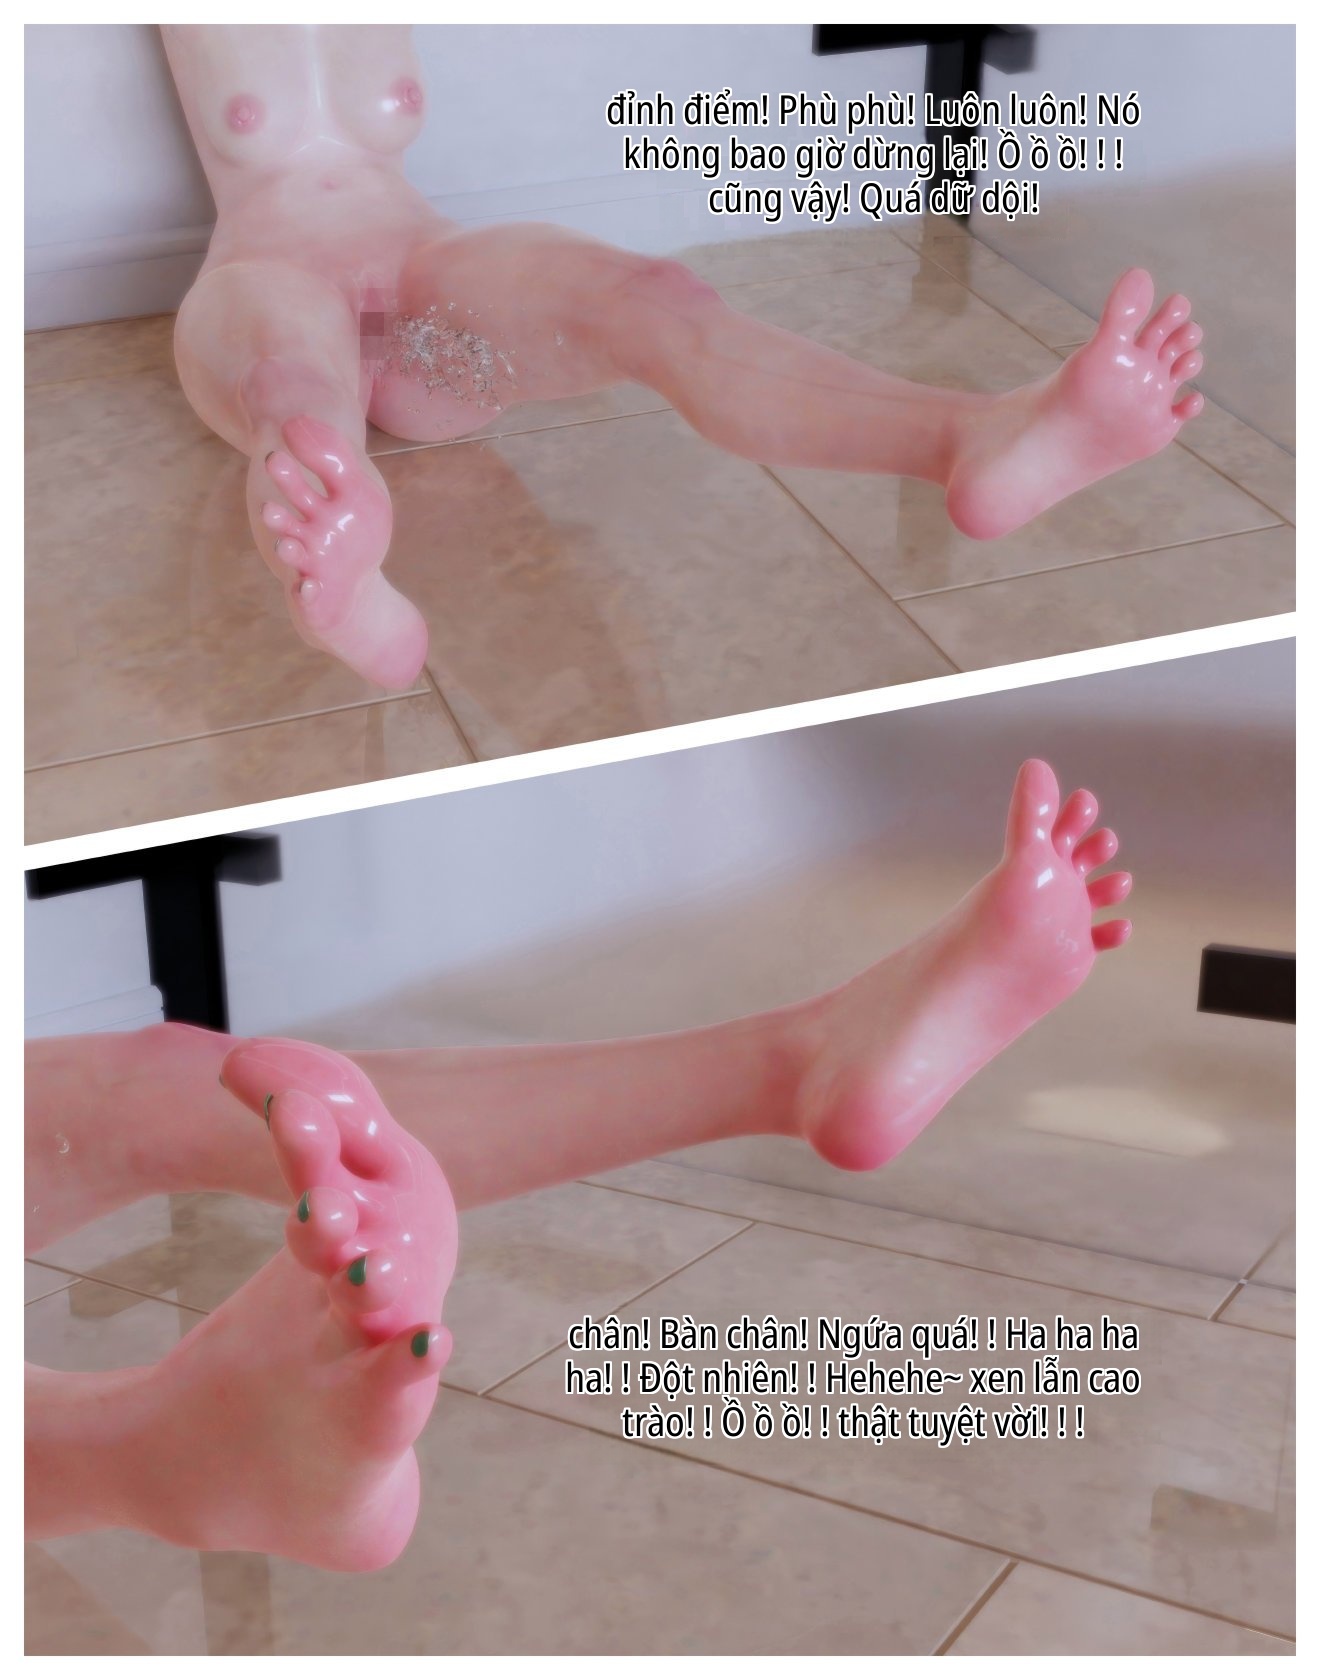 đỉnh điểm! Phù phù! Luôn luôn! Nó
không bao giờ dừng lại! Ồ ồ ồ! ! !
cũng vậy! Quá dữ dội!
chân! Bàn chân! Ngứa quá! ! Ha ha ha
ha! ! Đột nhiên! ! Hehehe~ xen lẫn cao
trào! ! Ồ ồ ồ! ! thật tuyệt vời! ! !